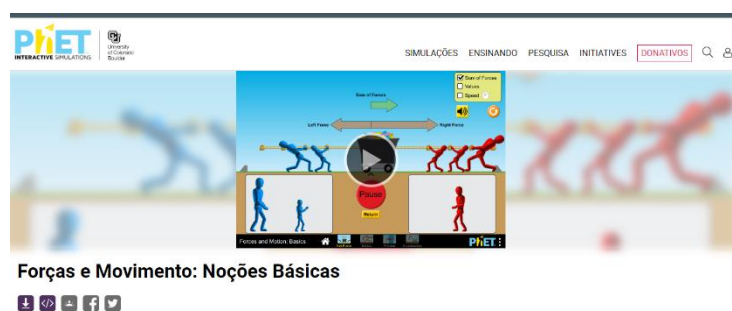 PhET
INTERACTIVE SIMULATIONS
University
of Colorado
Boulder
SIMULAÇÕES ENSINANDO PESQUISA INITIATIVES DONATIVOS
Sum of Forces
Values
Speed
Sum of Forces
Left Force Right Force
Pause
Return
Forces and Motion: Basics PhET
Forças e Movimento: Noções Básicas